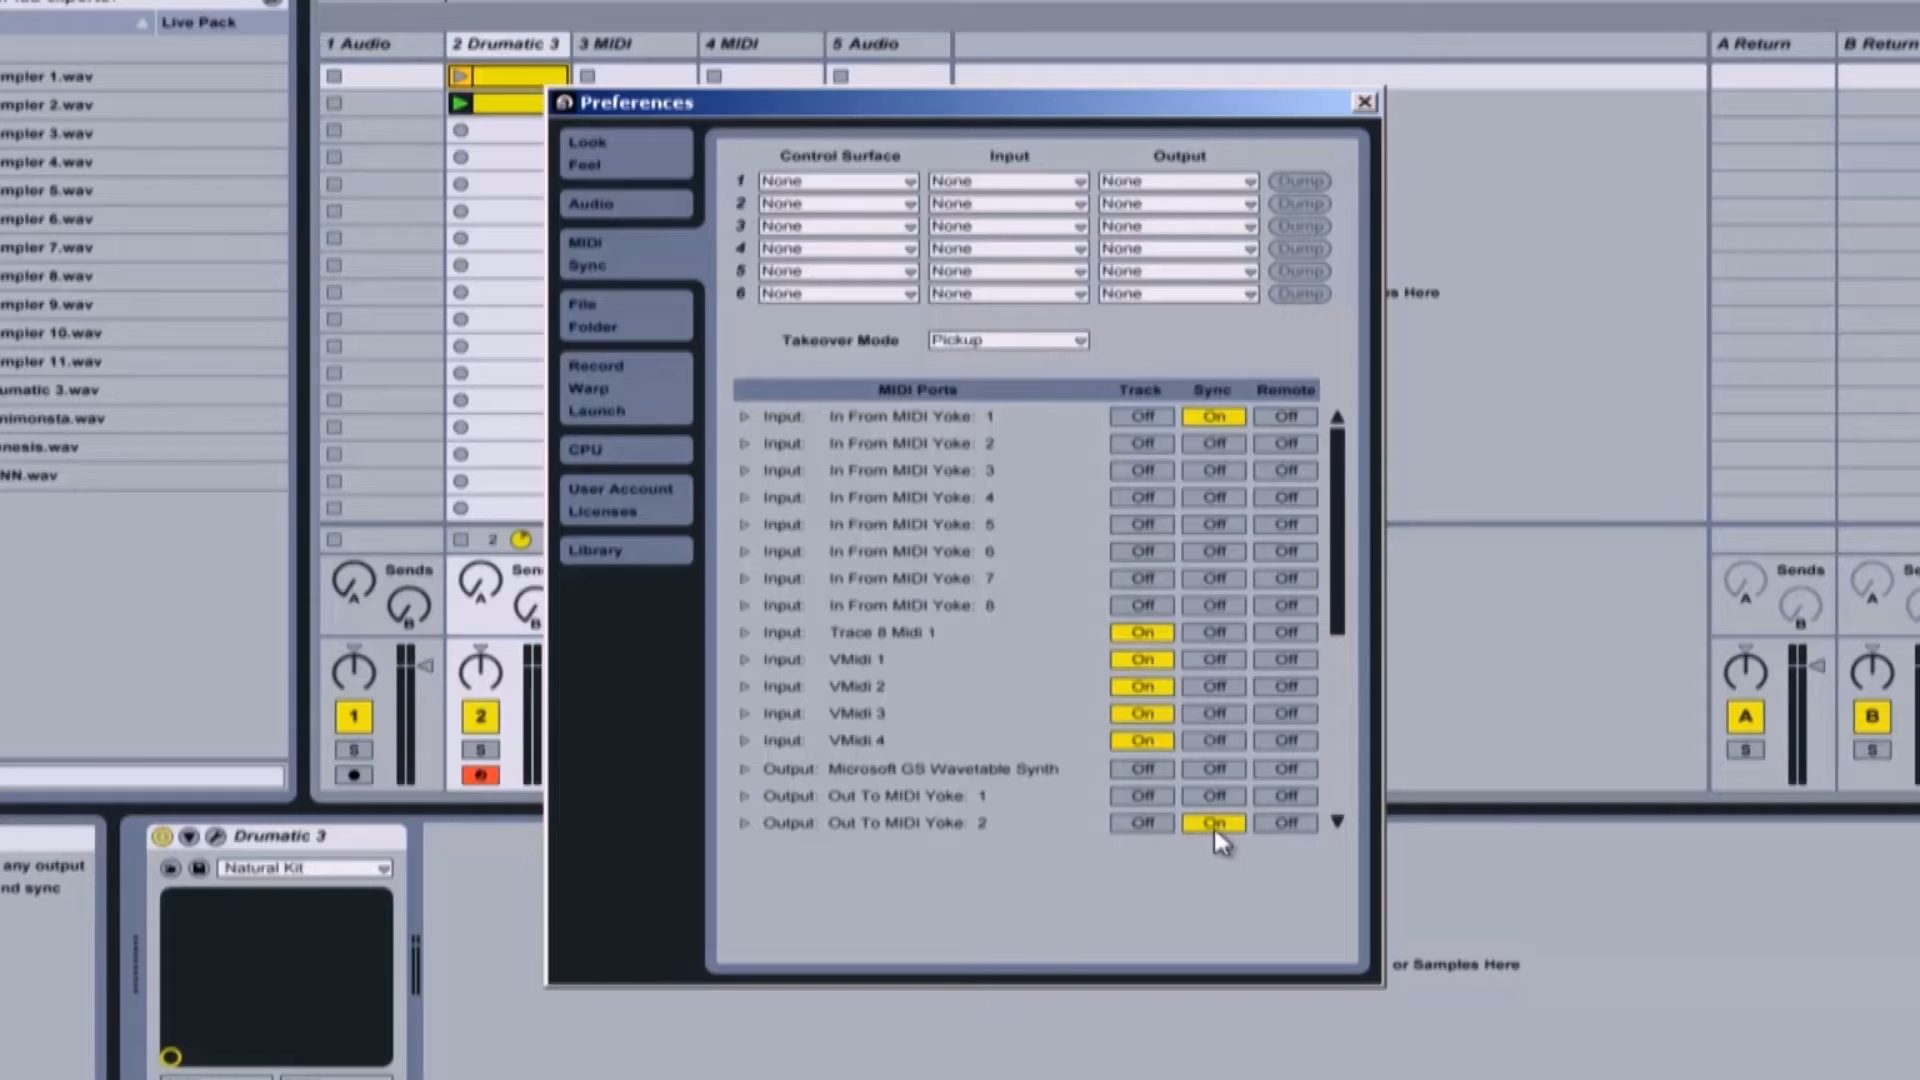 Live Pack
mpler 1.wav
mpler 2.wav
mpler 3.wav
mpler 4.wav
mpler 5.wav
mpler 6.wav
mpler 7.wav
mpler 8.wav
mpler 9.wav
mpler 10.wav
mpler 11.wav
umatic 3.wav
nimonsta.wav
nesis.wav
NN.wav
1 Audio
2 Drumatic 3
3 MIDI
4 MIDI
5 Audio
A Return
B Return
Preferences
Look
Feel
Audio
MIDI
Sync
File
Folder
Record
Warp
Launch
CPU
User Account
Licenses
Library
Control Surface Input Output
1 None None None Dump
2 None None None Dump
3 None None None Dump
4 None None None Dump
5 None None None Dump
6 None None None Dump
Takeover Mode Pickup
MIDI Ports Track Sync Remote
Input: In From MIDI Yoke: 1 Off On Off
Input: In From MIDI Yoke: 2 Off Off Off
Input: In From MIDI Yoke: 3 Off Off Off
Input: In From MIDI Yoke: 4 Off Off Off
Input: In From MIDI Yoke: 5 Off Off Off
Input: In From MIDI Yoke: 6 Off Off Off
Input: In From MIDI Yoke: 7 Off Off Off
Input: In From MIDI Yoke: 8 Off Off Off
Input: Trace 8 Midi 1 On Off Off
Input: VMidi 1 On Off Off
Input: VMidi 2 On Off Off
Input: VMidi 3 On Off Off
Input: VMidi 4 On Off Off
Output: Microsoft GS Wavetable Synth Off Off Off
Output: Out To MIDI Yoke: 1 Off Off Off
Output: Out To MIDI Yoke: 2 Off On Off
s Here
2
Sends
Sen
Sends
Se
A
B
A
B
A
B
A
1
2
A
B
S
S
S
S
any output
nd sync
Drumatic 3
Natural Kit
or Samples Here